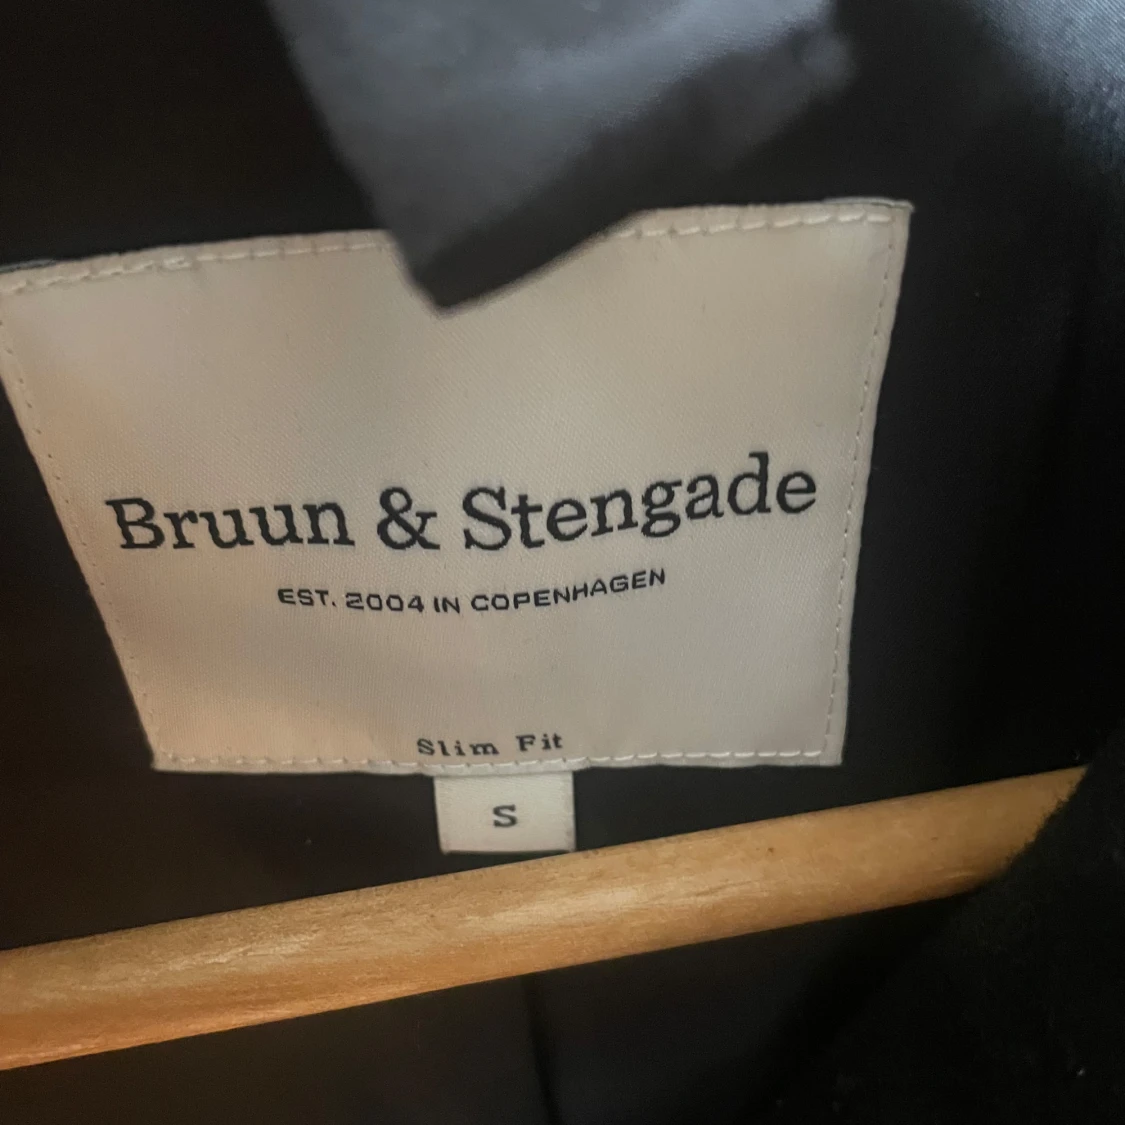 Bruun & Stengade
EST. 2004 IN COPENHAGEN
Slim Fit
S